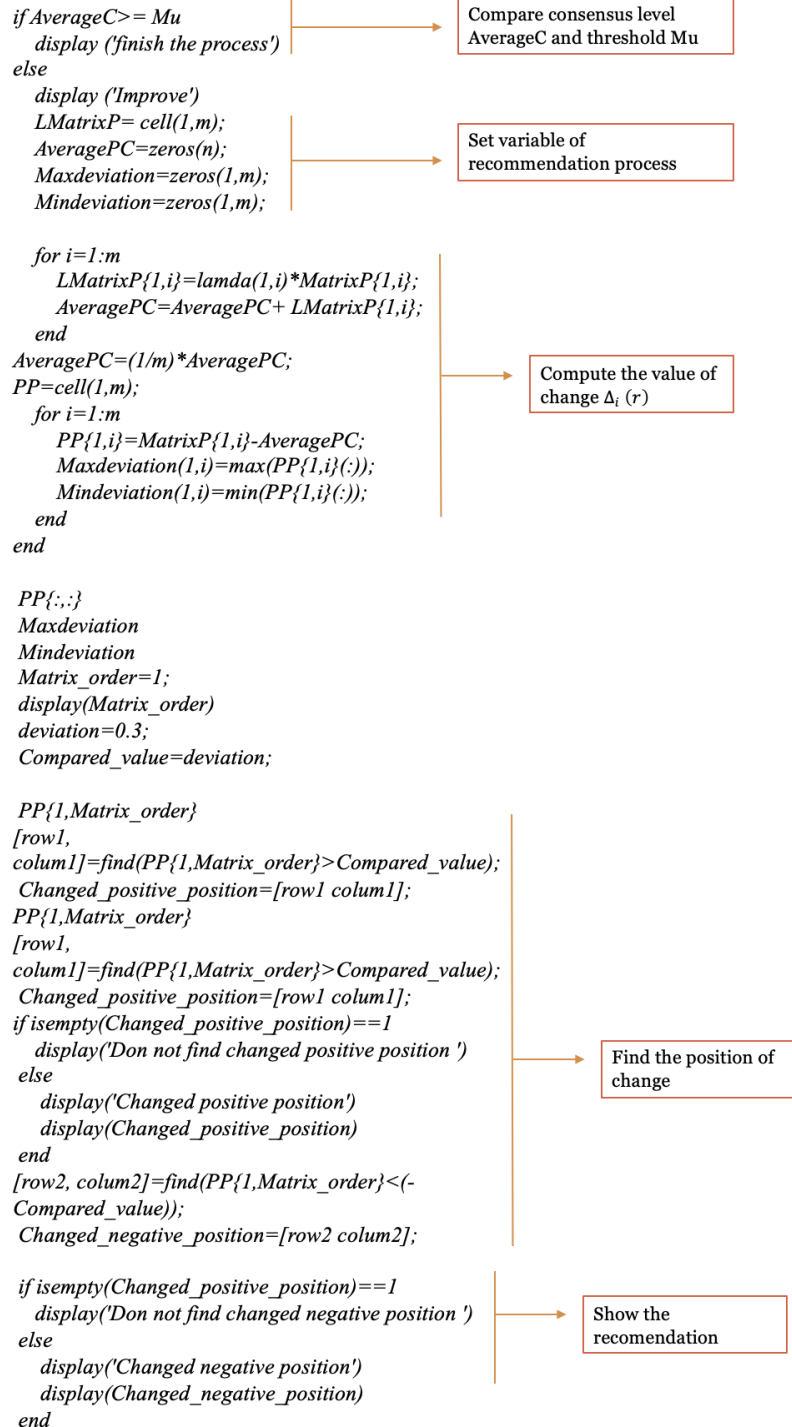 if AverageC>= Mu
display ('finish the process')
else
display ('Improve')
LMatrixP= cell(1,m);
AveragePC=zeros(n);
Maxdeviation=zeros(1,m);
Mindeviation=zeros(1,m);
for i=1:m
LMatrixP{1,i}=lamda(1,i)*MatrixP{1,i};
AveragePC=AveragePC+ LMatrixP{1,i};
end
AveragePC=(1/m)*AveragePC;
PP=cell(1,m);
for i=1:m
PP{1,i}=MatrixP{1,i}-AveragePC;
Maxdeviation(1,i)=max(PP{1,i}(:));
Mindeviation(1,i)=min(PP{1,i}(:));
end
end
PP{:,:}
Maxdeviation
Mindeviation
Matrix_order=1;
display(Matrix_order)
deviation=0.3;
Compared_value=deviation;
PP{1,Matrix_order}
[row1,
colum1]=find(PP{1,Matrix_order}>Compared_value);
Changed_positive_position=[row1 colum1];
PP{1,Matrix_order}
[row1,
colum1]=find(PP{1,Matrix_order}>Compared_value);
Changed_positive_position=[row1 colum1];
if isempty(Changed_positive_position)==1
display('Don not find changed positive position ')
else
display('Changed positive position')
display(Changed_positive_position)
end
[row2, colum2]=find(PP{1,Matrix_order}<(-
Compared_value));
Changed_negative_position=[row2 colum2];
if isempty(Changed_positive_position)==1
display('Don not find changed negative position ')
else
display('Changed negative position')
display(Changed_negative_position)
end
Compare consensus level
AverageC and threshold Mu
Set variable of
recommendation process
Compute the value of
change Δᵢ (r)
Find the position of
change
Show the
recomendation